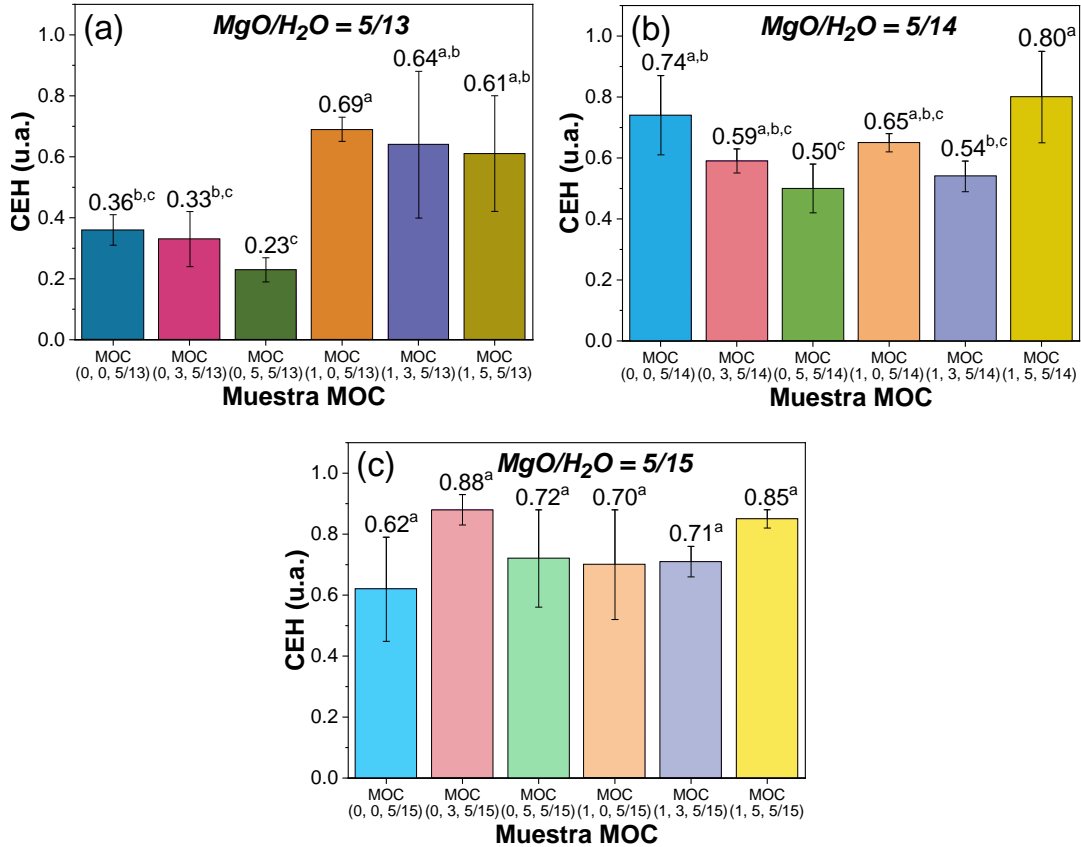 (a)
MgO/H₂O = 5/13
CEH (u.a.)
1.0
0.8
0.6
0.4
0.2
0.0
0.36ᵇ,ᶜ
0.33ᵇ,ᶜ
0.23ᶜ
0.69ᵃ
0.64ᵃ,ᵇ
0.61ᵃ,ᵇ
MOC MOC MOC MOC MOC MOC
(0, 0, 5/13) (0, 3, 5/13) (0, 5, 5/13) (1, 0, 5/13) (1, 3, 5/13) (1, 5, 5/13)
Muestra MOC
(b)
MgO/H₂O = 5/14
CEH (u.a.)
1.0
0.8
0.6
0.4
0.2
0.0
0.74ᵃ,ᵇ
0.59ᵃ,ᵇ,ᶜ
0.50ᶜ
0.65ᵃ,ᵇ,ᶜ
0.54ᵇ,ᶜ
0.80ᵃ
MOC MOC MOC MOC MOC MOC
(0, 0, 5/14) (0, 3, 5/14) (0, 5, 5/14) (1, 0, 5/14) (1, 3, 5/14) (1, 5, 5/14)
Muestra MOC
(c)
MgO/H₂O = 5/15
CEH (u.a.)
1.0
0.8
0.6
0.4
0.2
0.0
0.62ᵃ
0.88ᵃ
0.72ᵃ
0.70ᵃ
0.71ᵃ
0.85ᵃ
MOC MOC MOC MOC MOC MOC
(0, 0, 5/15) (0, 3, 5/15) (0, 5, 5/15) (1, 0, 5/15) (1, 3, 5/15) (1, 5, 5/15)
Muestra MOC